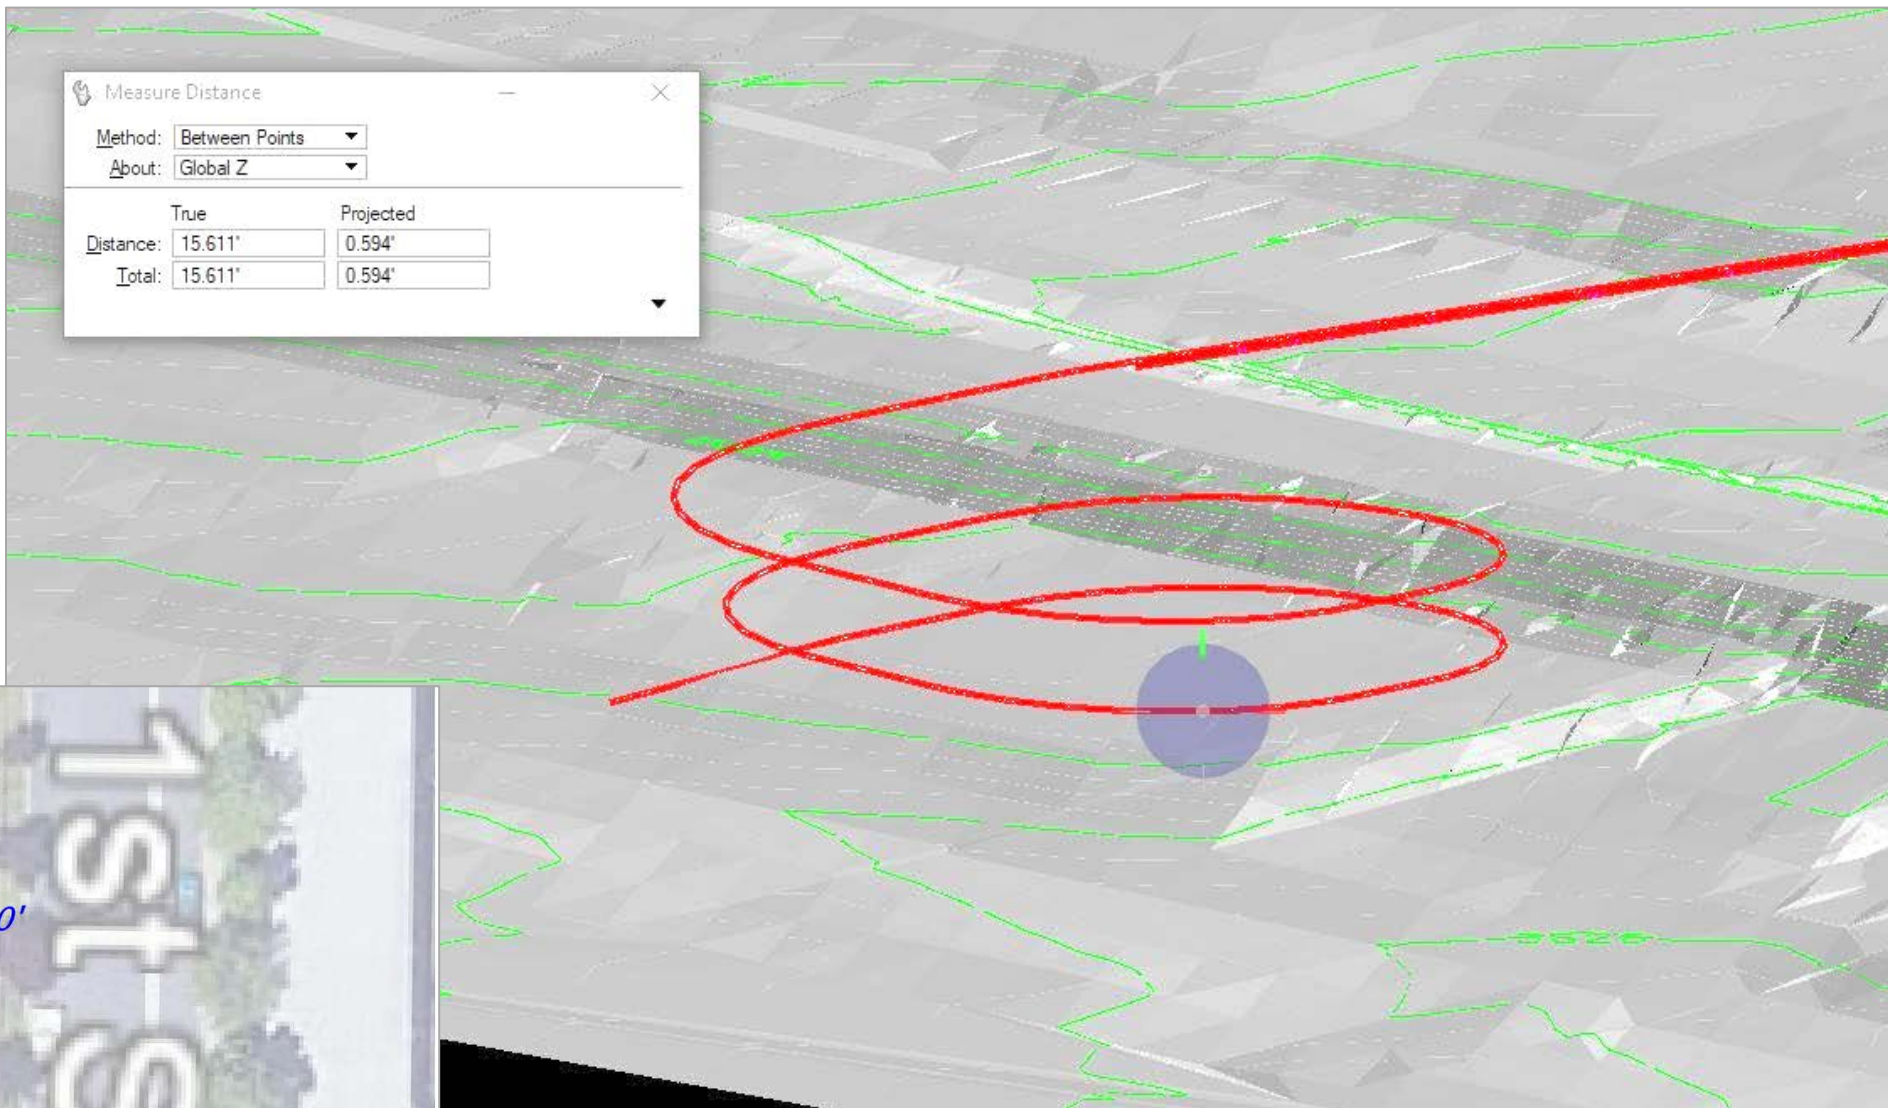 Measure Distance
Method: Between Points
About: Global Z
True Projected
Distance: 15.611' 0.594'
Total: 15.611' 0.594'
1st S
0'